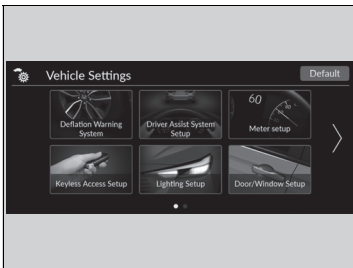 Vehicle Settings
Default
Deflation Warning
System
Driver Assist System
Setup
60
Meter setup
Keyless Access Setup
Lighting Setup
Door/Window Setup